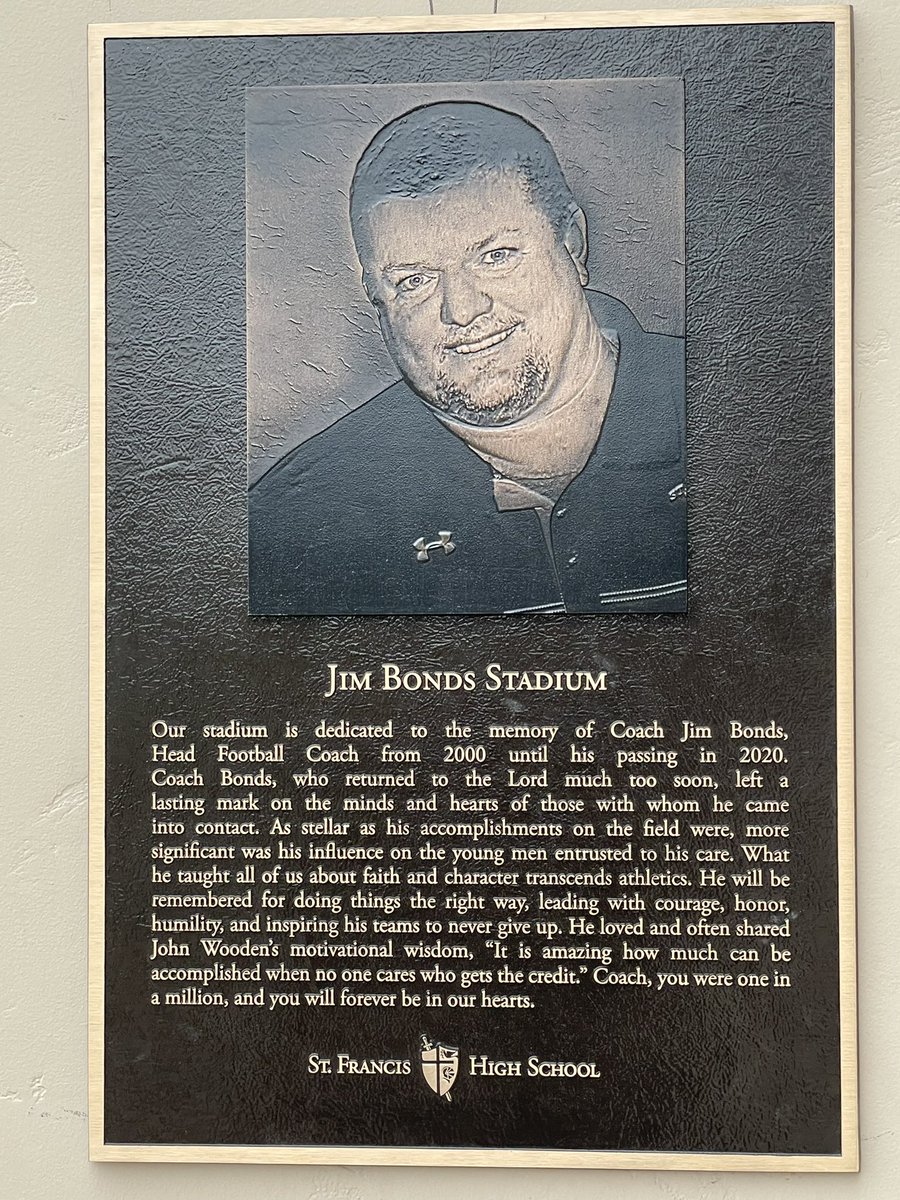 Jim Bonds Stadium
Our stadium is dedicated to the memory of Coach Jim Bonds,
Head Football Coach from 2000 until his passing in 2020.
Coach Bonds, who returned to the Lord much too soon, left a
lasting mark on the minds and hearts of those with whom he came
into contact. As stellar as his accomplishments on the field were, more
significant was his influence on the young men entrusted to his care. What
he taught all of us about faith and character transcends athletics. He will be
remembered for doing things the right way, leading with courage, honor,
humility, and inspiring his teams to never give up. He loved and often shared
John Wooden’s motivational wisdom, “It is amazing how much can be
accomplished when no one cares who gets the credit.” Coach, you were one in
a million, and you will forever be in our hearts.
St. Francis High School